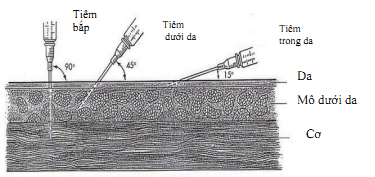 Tiêm
bắp
Tiêm
dưới da
Tiêm
trong da
90°
45°
15°
Da
Mô dưới da
Cơ